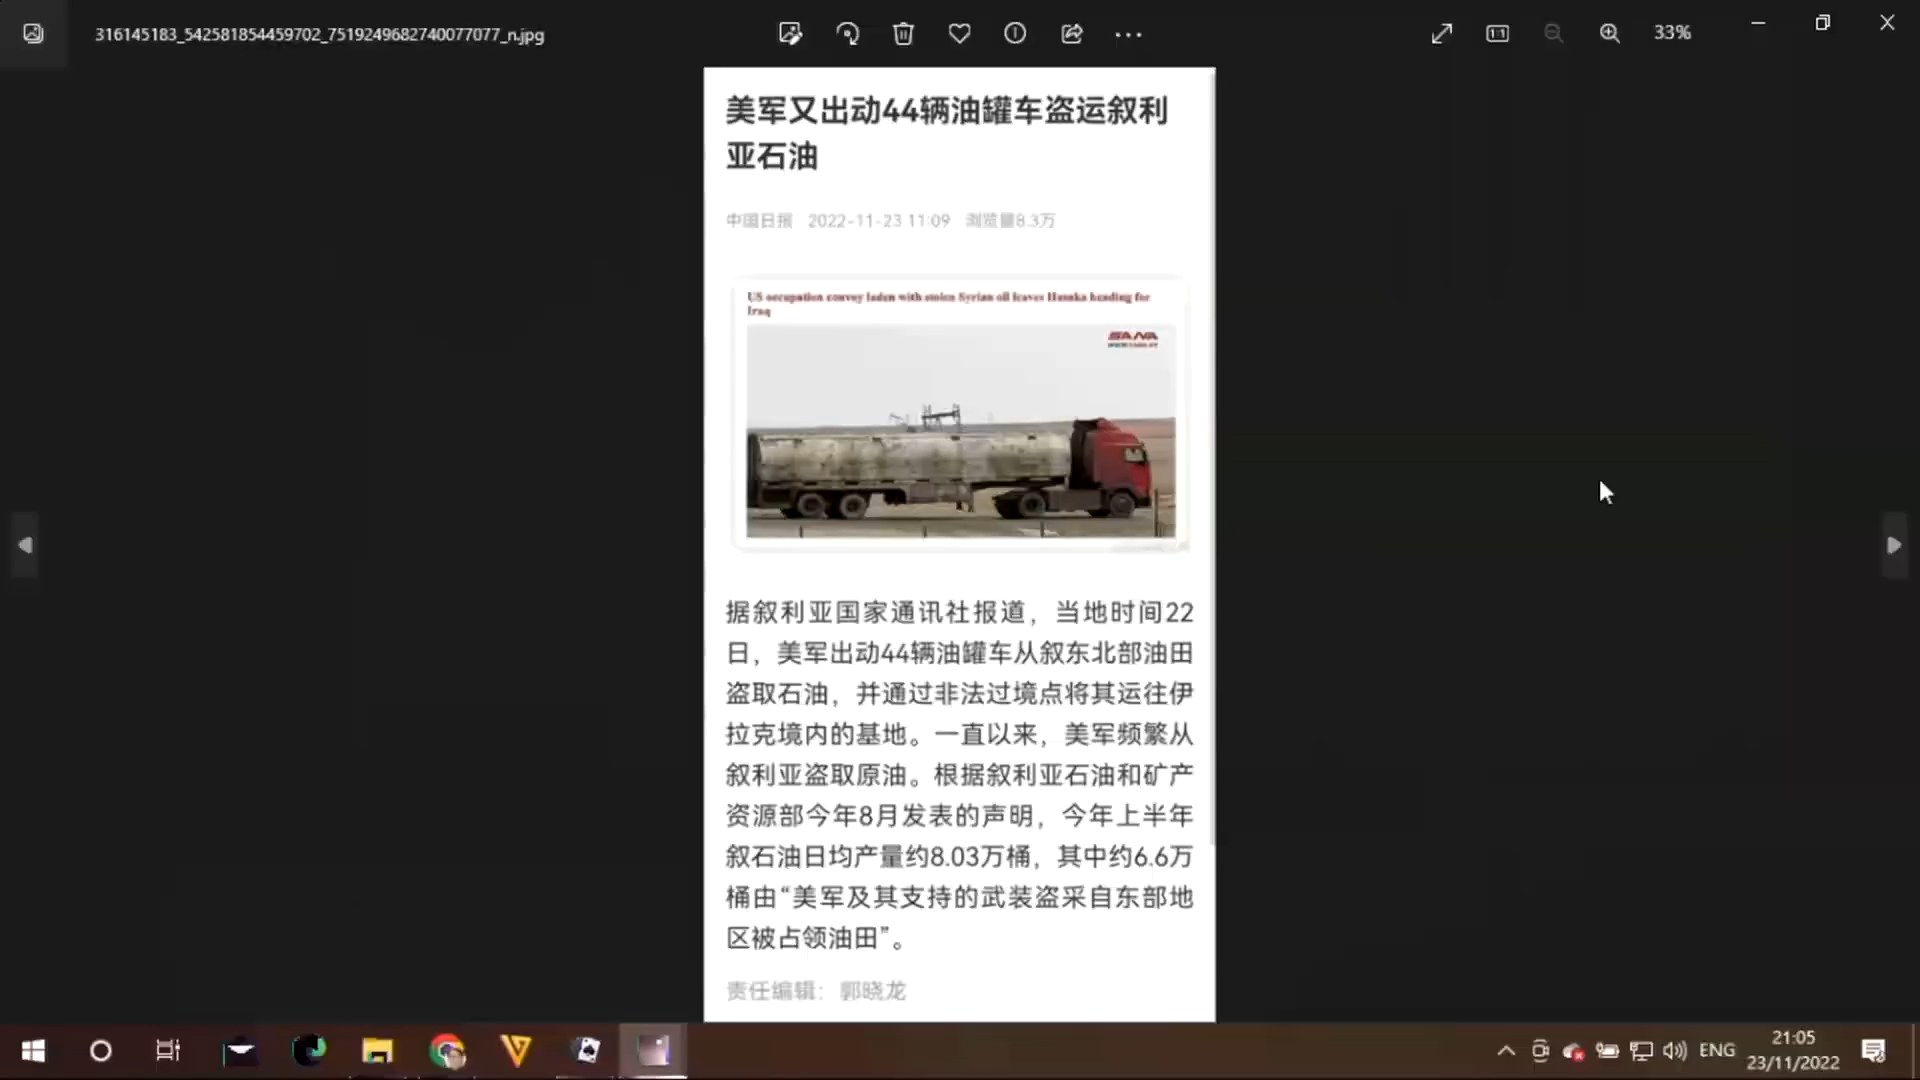 316145183_542581854459702_7519249682740077077_n.jpg
33%
美军又出动44辆油罐车盗运叙利
亚石油
中国日报 2022-11-23 11:09 浏览量8.3万
US occupation convoy laden with stolen Syrian oil leaves Hasaka heading for
Iraq
SANA
据叙利亚国家通讯社报道，当地时间22
日，美军出动44辆油罐车从叙东北部油田
盗取石油，并通过非法过境点将其运往伊
拉克境内的基地。一直以来，美军频繁从
叙利亚盗取原油。根据叙利亚石油和矿产
资源部今年8月发表的声明，今年上半年
叙石油日均产量约8.03万桶，其中约6.6万
桶由“美军及其支持的武装盗采自东部地
区被占领油田”。
责任编辑：郭晓龙
ENG
21:05
23/11/2022